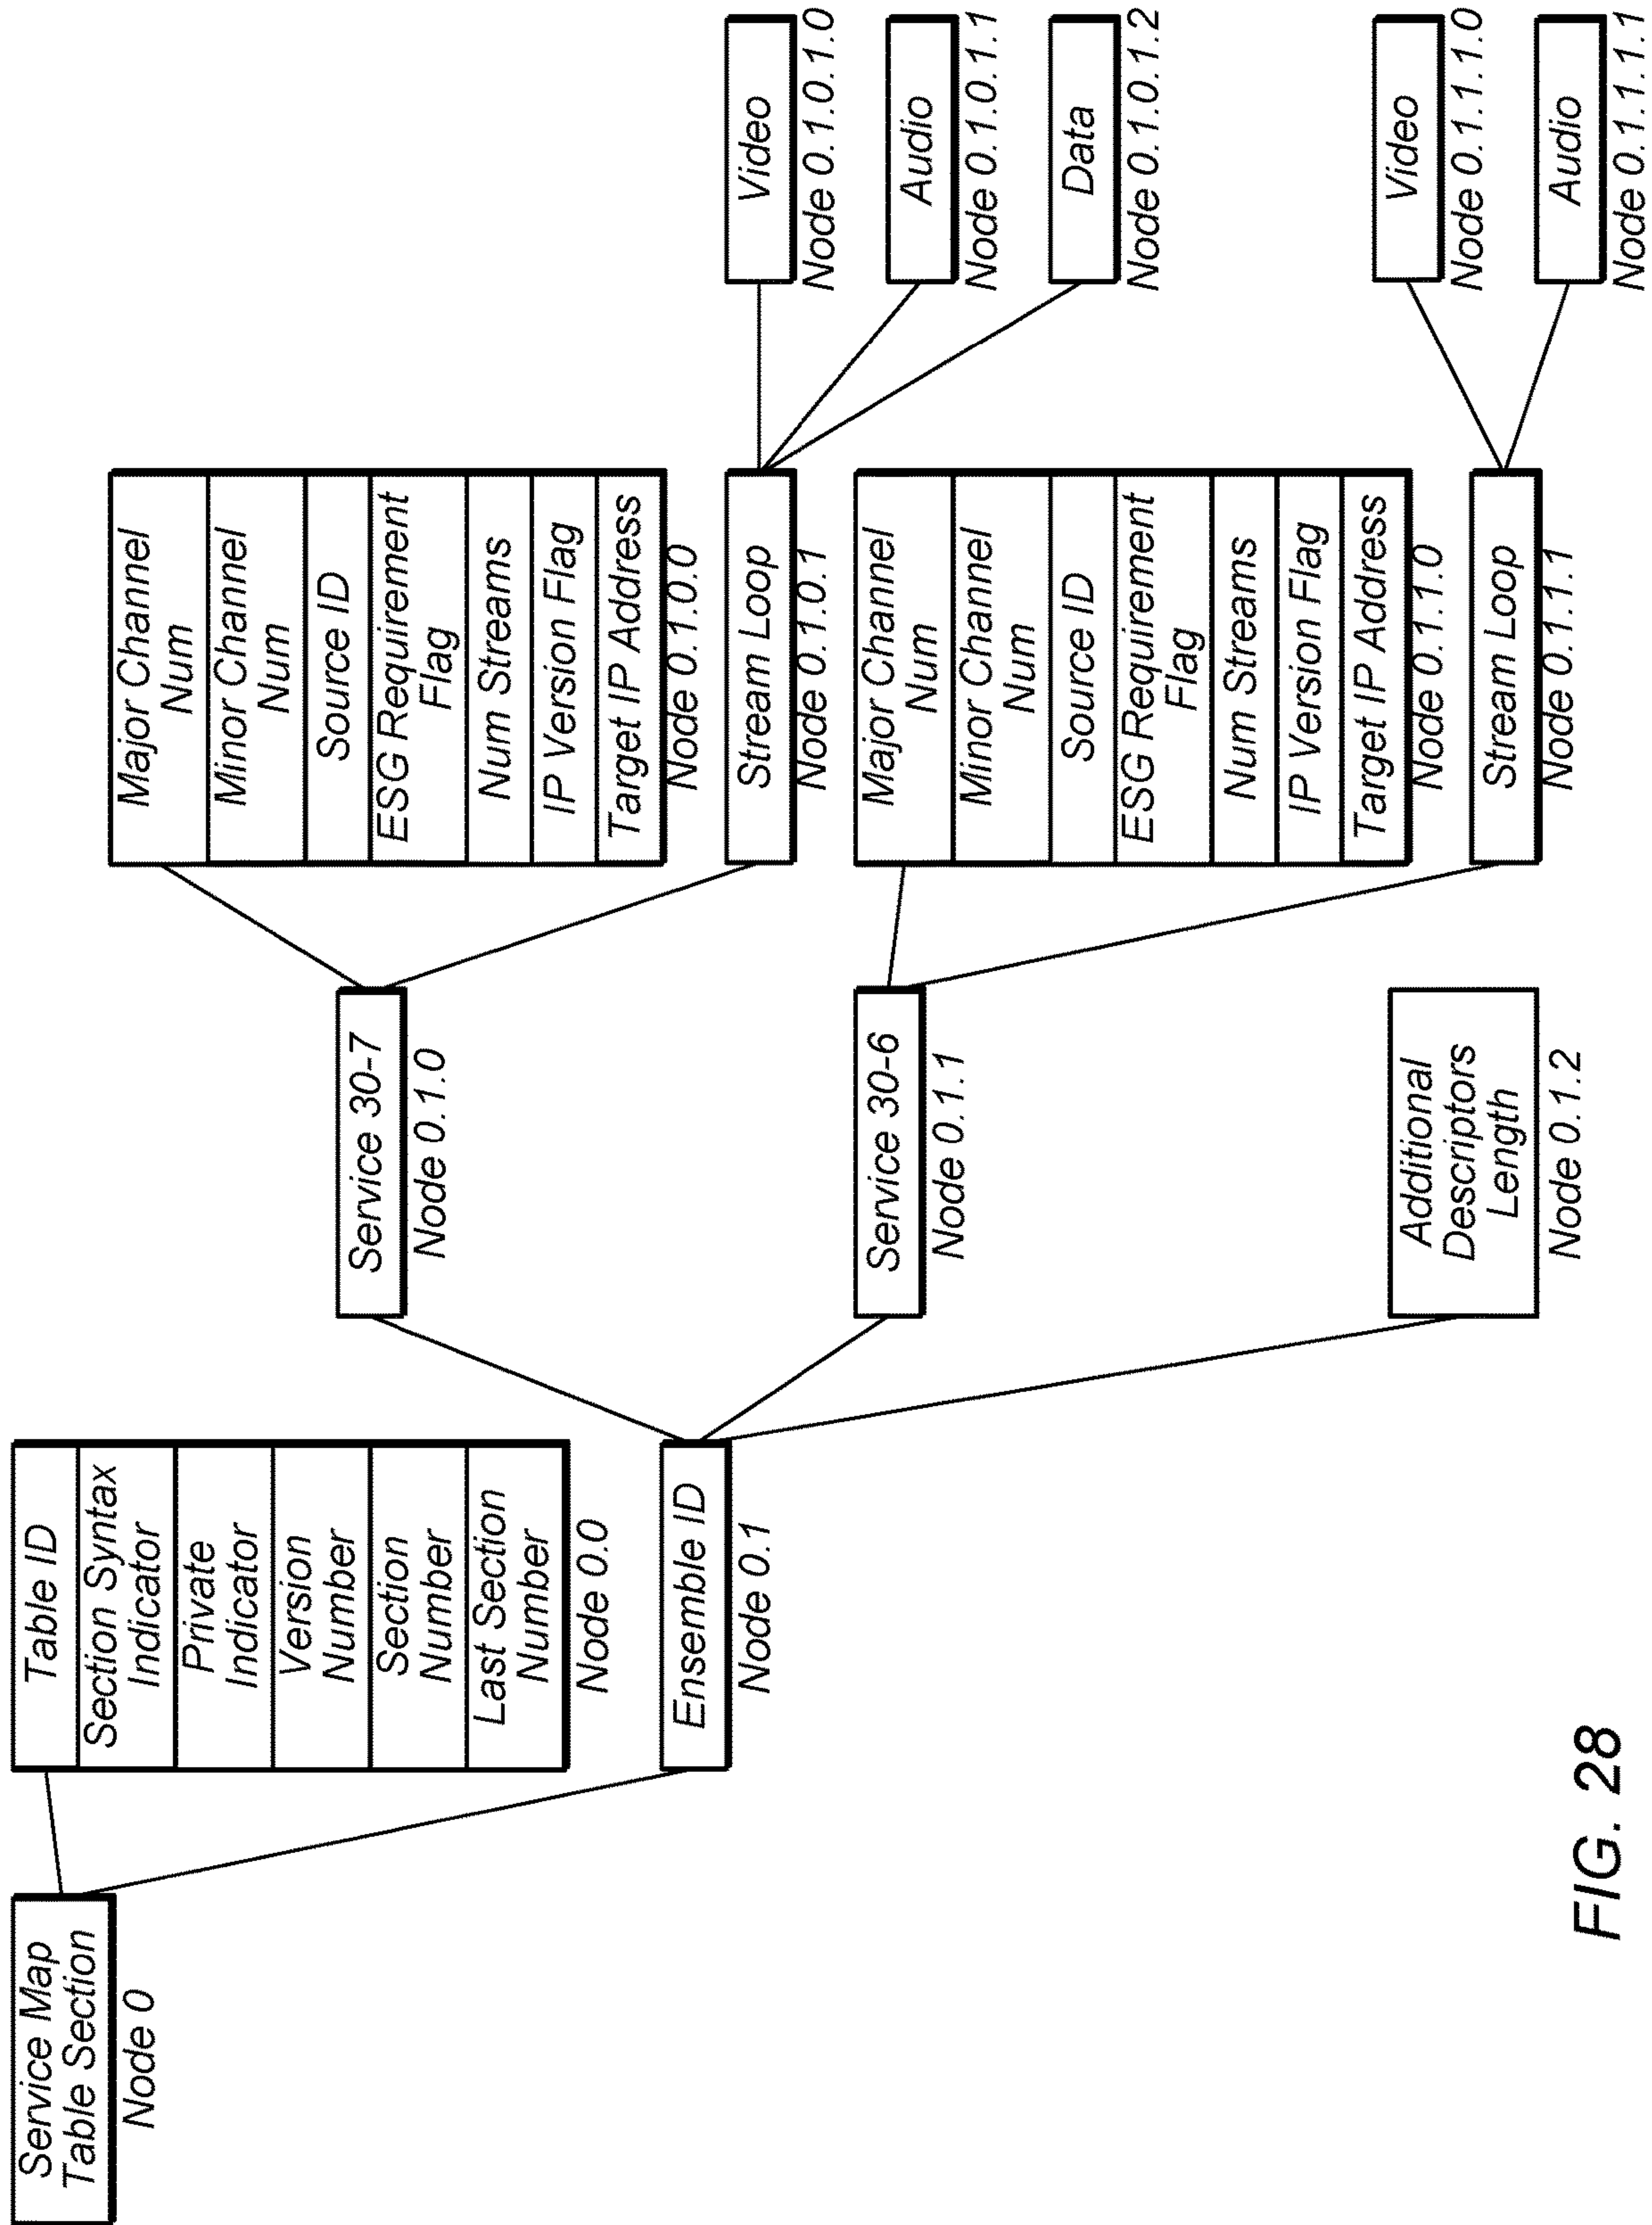 Service Map
Table Section
Node 0
Table ID
Section Syntax
Indicator
Private
Indicator
Version
Number
Section
Number
Last Section
Number
Node 0.0
Ensemble ID
Node 0.1
Service 30-7
Node 0.1.0
Service 30-6
Node 0.1.1
Additional
Descriptors
Length
Node 0.1.2
Major Channel
Num
Minor Channel
Num
Source ID
ESG Requirement
Flag
Num Streams
IP Version Flag
Target IP Address
Node 0.1.0.0
Stream Loop
Node 0.1.0.1
Major Channel
Num
Minor Channel
Num
Source ID
ESG Requirement
Flag
Num Streams
IP Version Flag
Target IP Address
Node 0.1.1.0
Stream Loop
Node 0.1.1.1
Video
Node 0.1.0.1.0
Audio
Node 0.1.0.1.1
Data
Node 0.1.0.1.2
Video
Node 0.1.1.1.0
Audio
Node 0.1.1.1.1
FIG. 28